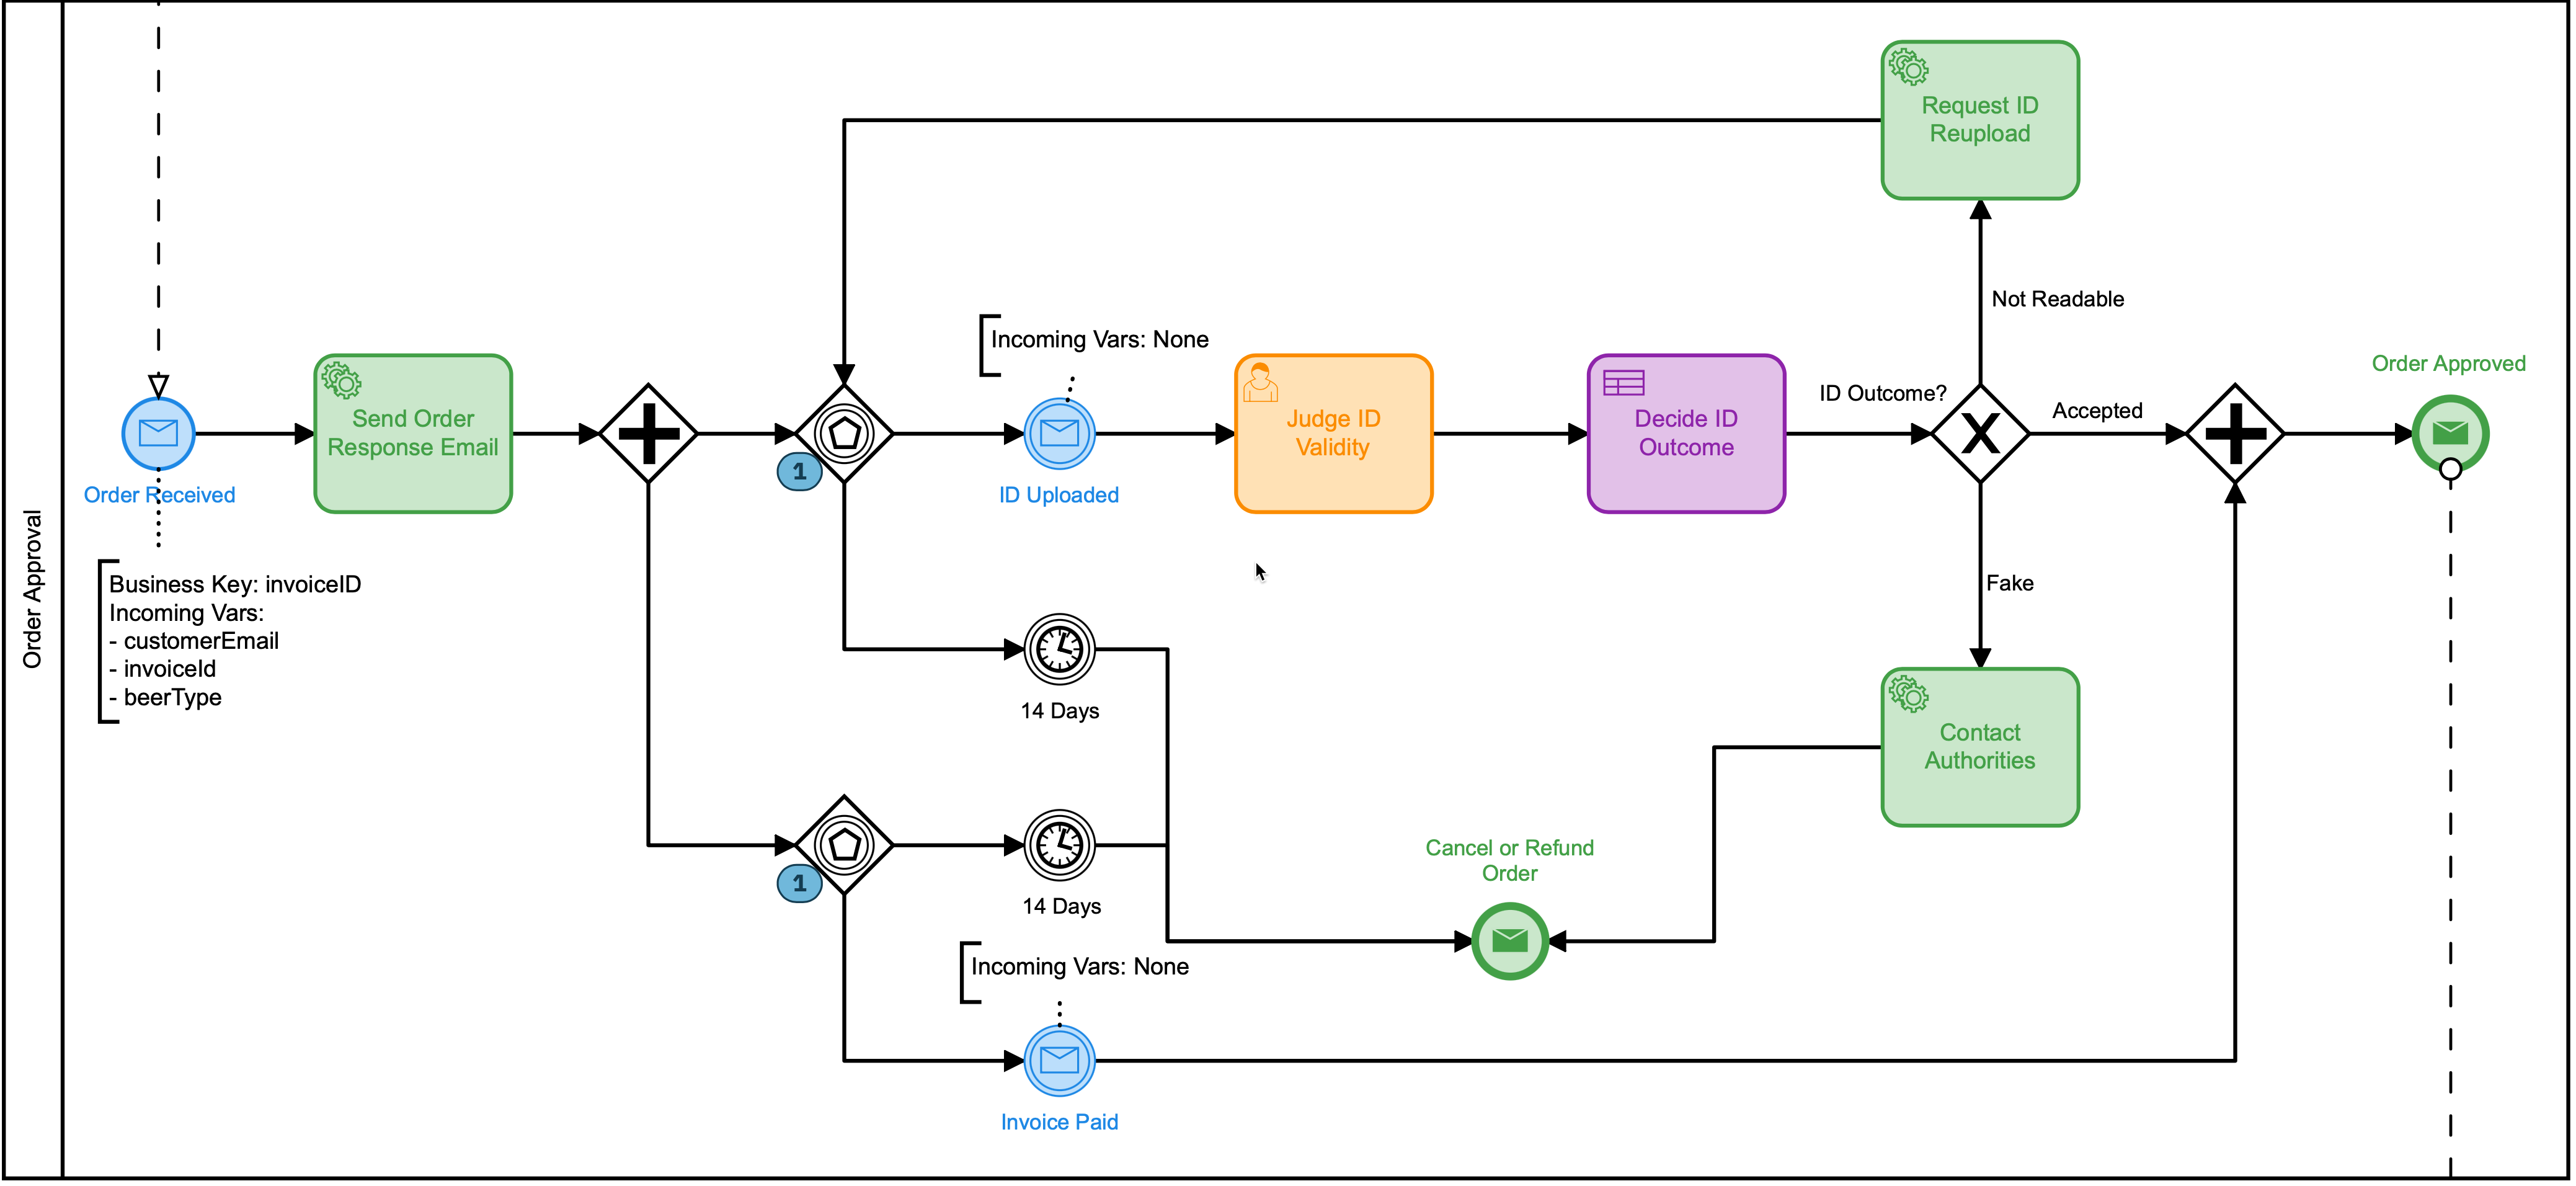 Order Approval
Order Received
Business Key: invoiceID
Incoming Vars:
- customerEmail
- invoiceId
- beerType
Send Order
Response Email
1
Incoming Vars: None
ID Uploaded
14 Days
1
14 Days
Incoming Vars: None
Invoice Paid
Judge ID
Validity
Decide ID
Outcome
Cancel or Refund
Order
ID Outcome?
Request ID
Reupload
Not Readable
Accepted
Fake
Contact
Authorities
Order Approved